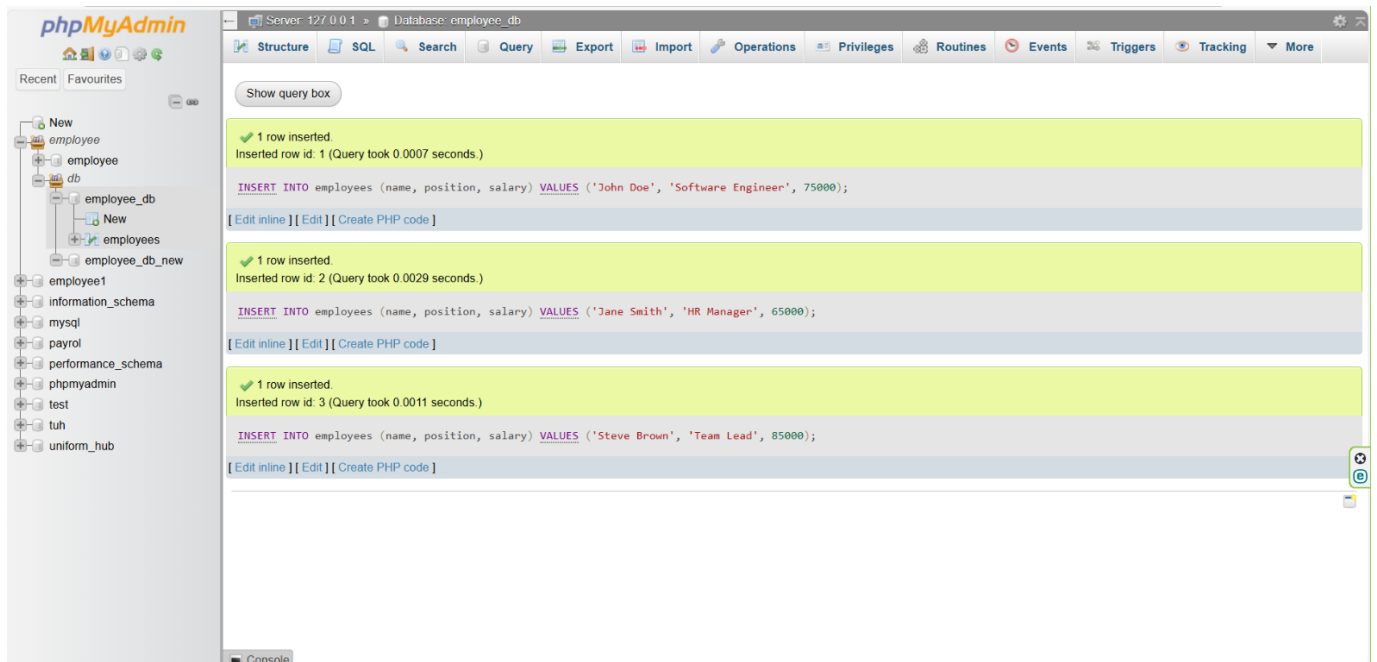 phpMyAdmin
Recent Favourites
New
employee
employee
db
employee_db
New
employees
employee_db_new
employee1
information_schema
mysql
payrol
performance_schema
phpmyadmin
test
tuh
uniform_hub
Server: 127.0.0.1 » Database: employee_db
Structure SQL Search Query Export Import Operations Privileges Routines Events Triggers Tracking More
Show query box
1 row inserted.
Inserted row id: 1 (Query took 0.0007 seconds.)
INSERT INTO employees (name, position, salary) VALUES ('John Doe', 'Software Engineer', 75000);
[ Edit inline ] [ Edit ] [ Create PHP code ]
1 row inserted.
Inserted row id: 2 (Query took 0.0029 seconds.)
INSERT INTO employees (name, position, salary) VALUES ('Jane Smith', 'HR Manager', 65000);
[ Edit inline ] [ Edit ] [ Create PHP code ]
1 row inserted.
Inserted row id: 3 (Query took 0.0011 seconds.)
INSERT INTO employees (name, position, salary) VALUES ('Steve Brown', 'Team Lead', 85000);
[ Edit inline ] [ Edit ] [ Create PHP code ]
Console